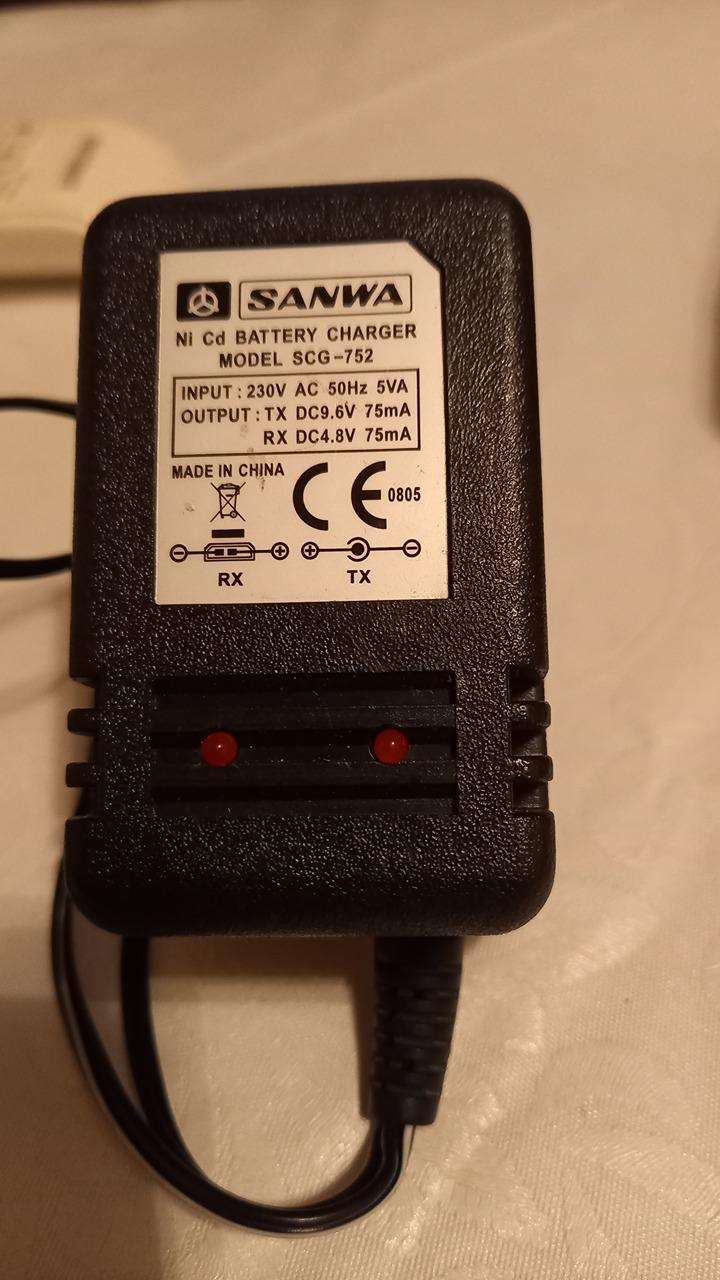 SANWA
Ni Cd BATTERY CHARGER
MODEL SCG-752
INPUT : 230V AC 50Hz 5VA
OUTPUT : TX DC9.6V 75mA
RX DC4.8V 75mA
MADE IN CHINA
CE 0805
RX TX